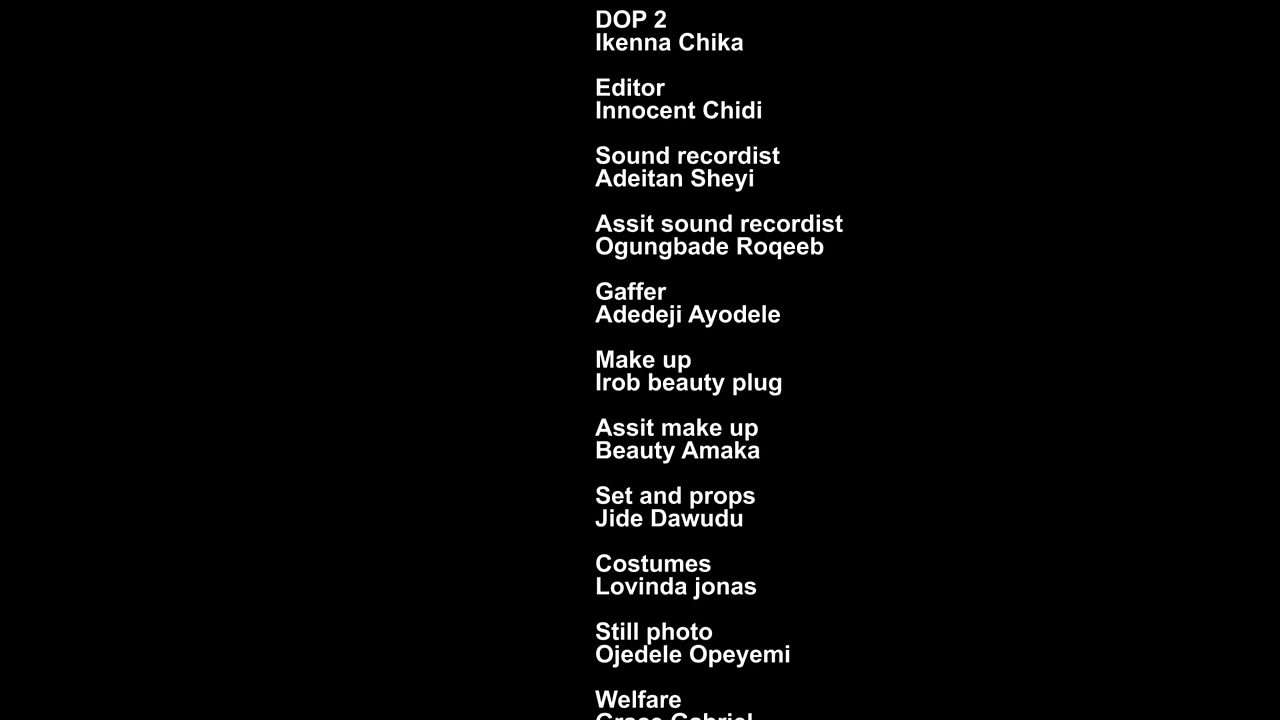 DOP 2
Ikenna Chika
Editor
Innocent Chidi
Sound recordist
Adeitan Sheyi
Assit sound recordist
Ogungbade Roqeeb
Gaffer
Adedeji Ayodele
Make up
Irob beauty plug
Assit make up
Beauty Amaka
Set and props
Jide Dawudu
Costumes
Lovinda jonas
Still photo
Ojedele Opeyemi
Welfare
Grace Gabriel